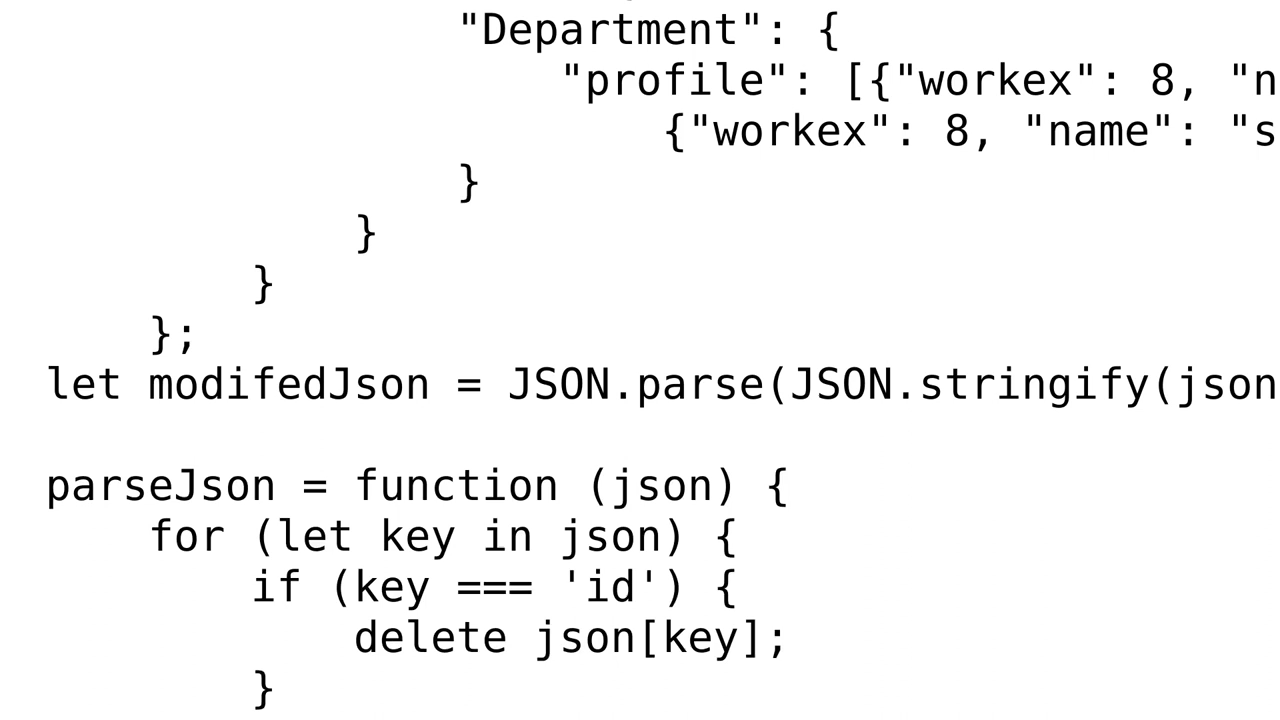 "Department": {
"profile": [{"workex": 8, "n
{"workex": 8, "name": "s
}
}
}
};
let modifedJson = JSON.parse(JSON.stringify(json
parseJson = function (json) {
for (let key in json) {
if (key === 'id') {
delete json[key];
}